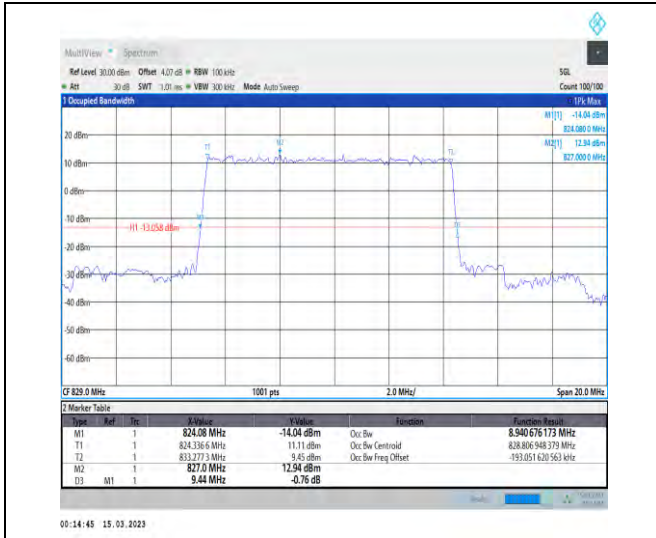 MultiView Spectrum
Ref Level 30.00 dBm Offset 4.07 dB RBW 100 kHz SGL
Att 30 dB SWT 1.01 ms VBW 300 kHz Mode Auto Sweep Count 100/100
1 Occupied Bandwidth 1Pk Max
M1[1] -14.04 dBm
824.080 0 MHz
M2[1] 12.94 dBm
827.000 0 MHz
20 dBm
T1 M2 T2
10 dBm
0 dBm
-10 dBm
M1
H1 -13.058 dBm
-20 dBm
-30 dBm
-40 dBm
-50 dBm
-60 dBm
CF 829.0 MHz 1001 pts 2.0 MHz/ Span 20.0 MHz
2 Marker Table
Type Ref Trc X-Value Y-Value Function Function Result
M1 1 824.08 MHz -14.04 dBm Occ Bw 8.940 676 173 MHz
T1 1 824.336 6 MHz 11.11 dBm Occ Bw Centroid 828.806 948 379 MHz
T2 1 833.277 3 MHz 9.45 dBm Occ Bw Freq Offset -193.051 620 563 kHz
M2 1 827.0 MHz 12.94 dBm
D3 M1 1 9.44 MHz -0.76 dB
00:14:45 15.03.2023